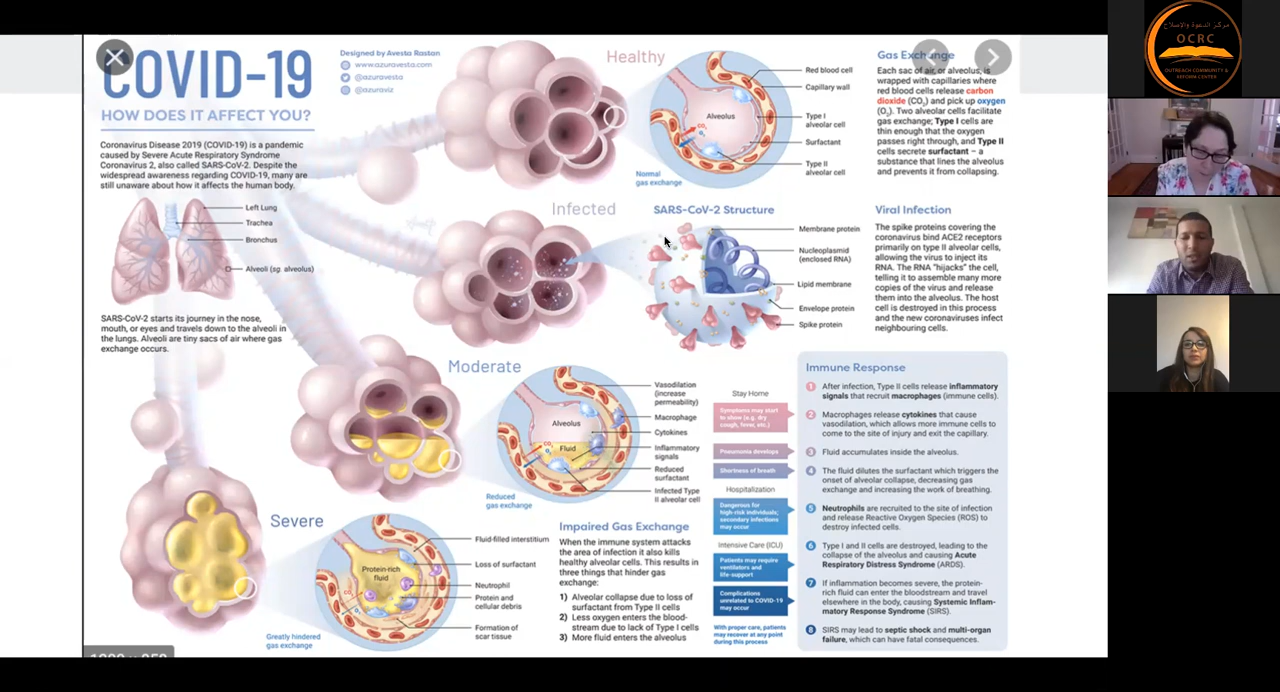 COVID-19
HOW DOES IT AFFECT YOU?
Designed by Avesta Rastan
www.azuravesta.com
@azuravesta
@azuraviz
Coronavirus Disease 2019 (COVID-19) is a pandemic
caused by Severe Acute Respiratory Syndrome
Coronavirus 2, also called SARS-CoV-2. Despite the
widespread awareness regarding COVID-19, many are
still unaware about how it affects the human body.
Left Lung
Trachea
Bronchus
Alveoli (sg. alveolus)
SARS-CoV-2 starts its journey in the nose,
mouth, or eyes and travels down to the alveoli in
the lungs. Alveoli are tiny sacs of air where gas
exchange occurs.
Healthy
Alveolus
CO₂
O₂
Normal
gas exchange
Red blood cell
Capillary wall
Type I
alveolar cell
Surfactant
Type II
alveolar cell
Gas Exchange
Each sac of air, or alveolus, is
wrapped with capillaries where
red blood cells release carbon
dioxide (CO₂) and pick up oxygen
(O₂). Two alveolar cells facilitate
gas exchange; Type I cells are
thin enough that the oxygen
passes right through, and Type II
cells secrete surfactant – a
substance that lines the alveolus
and prevents it from collapsing.
Infected
SARS-CoV-2 Structure
Membrane protein
Nucleoplasmid
(enclosed RNA)
Lipid membrane
Envelope protein
Spike protein
Viral Infection
The spike proteins covering the
coronavirus bind ACE2 receptors
primarily on type II alveolar cells,
allowing the virus to inject its
RNA. The RNA "hijacks" the cell,
telling it to assemble many more
copies of the virus and release
them into the alveolus. The host
cell is destroyed in this process
and the new coronaviruses infect
neighbouring cells.
Moderate
Alveolus
Fluid
CO₂
O₂
Reduced
gas exchange
Vasodilation
(increase
permeability)
Macrophage
Cytokines
Inflammatory
signals
Reduced
surfactant
Infected Type
II alveolar cell
Severe
Protein-rich
fluid
CO₂
O₂
Greatly hindered
gas exchange
Fluid-filled interstitium
Loss of surfactant
Neutrophil
Protein and
cellular debris
Formation of
scar tissue
Impaired Gas Exchange
When the immune system attacks
the area of infection it also kills
healthy alveolar cells. This results in
three things that hinder gas
exchange:
1) Alveolar collapse due to loss of
surfactant from Type II cells
2) Less oxygen enters the blood-
stream due to lack of Type I cells
3) More fluid enters the alveolus
Stay Home
Symptoms may start
to show (e.g. dry
cough, fever, etc.)
Pneumonia develops
Shortness of breath
Hospitalization
Dangerous for
high-risk individuals;
secondary infections
may occur
Intensive Care (ICU)
Patients may require
ventilators and
life-support
Complications
unrelated to COVID-19
may occur
With proper care, patients
may recover at any point
during this process
Immune Response
1 After infection, Type II cells release inflammatory
signals that recruit macrophages (immune cells).
2 Macrophages release cytokines that cause
vasodilation, which allows more immune cells to
come to the site of injury and exit the capillary.
3 Fluid accumulates inside the alveolus.
4 The fluid dilutes the surfactant which triggers the
onset of alveolar collapse, decreasing gas
exchange and increasing the work of breathing.
5 Neutrophils are recruited to the site of infection
and release Reactive Oxygen Species (ROS) to
destroy infected cells.
6 Type I and II cells are destroyed, leading to the
collapse of the alveolus and causing Acute
Respiratory Distress Syndrome (ARDS).
7 If inflammation becomes severe, the protein-
rich fluid can enter the bloodstream and travel
elsewhere in the body, causing Systemic Inflam-
matory Response Syndrome (SIRS).
8 SIRS may lead to septic shock and multi-organ
failure, which can have fatal consequences.
مركز الدعوة والإصلاح
OCRC
OUTREACH COMMUNITY &
REFORM CENTER